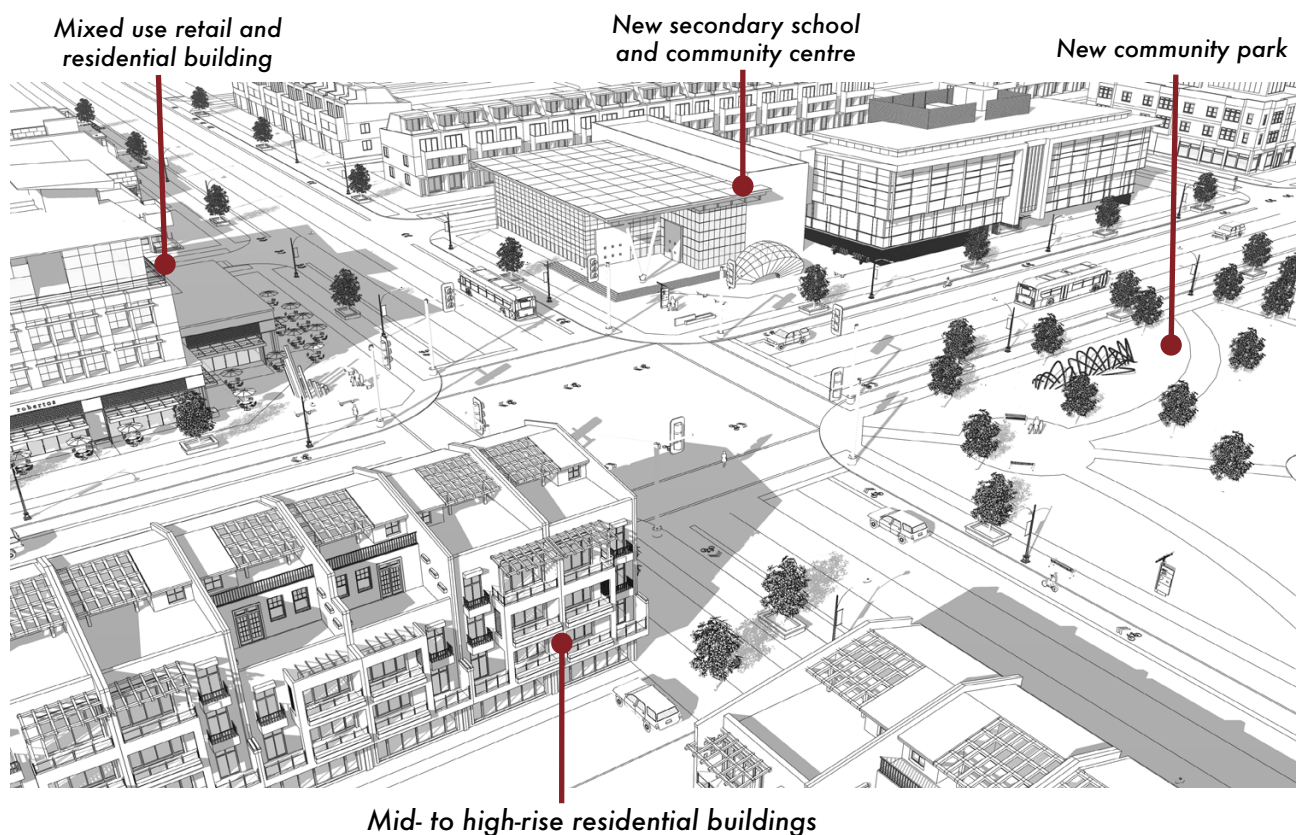 Mixed use retail and
residential building
New secondary school
and community centre
New community park
robertos
Mid- to high-rise residential buildings